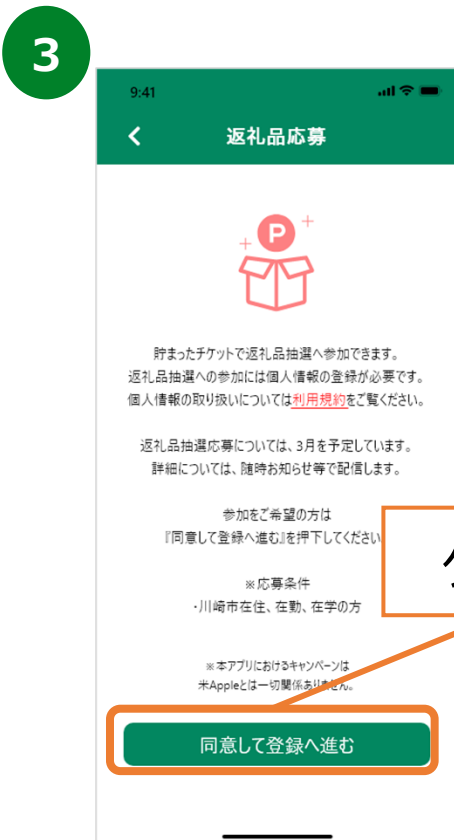 3
9:41
返礼品応募
P
貯まったチケットで返礼品抽選へ参加できます。
返礼品抽選への参加には個人情報の登録が必要です。
個人情報の取り扱いについては利用規約をご覧ください。
返礼品抽選応募については、3月を予定しています。
詳細については、随時お知らせ等で配信します。
参加をご希望の方は
『同意して登録へ進む』を押下してください
※応募条件
・川崎市在住、在勤、在学の方
※本アプリにおけるキャンペーンは
米Appleとは一切関係ありません。
同意して登録へ進む